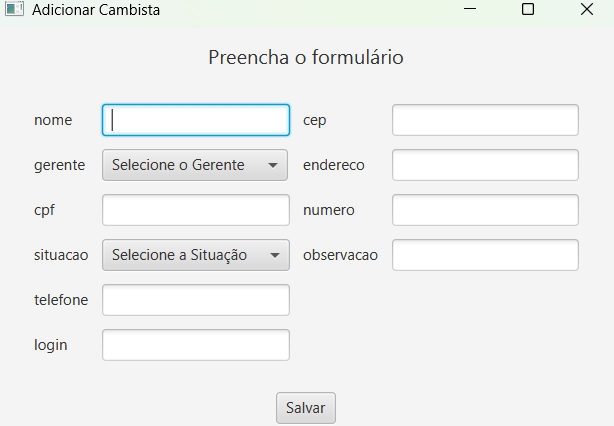 Adicionar Cambista
Preencha o formulário
nome
cep
gerente
Selecione o Gerente
endereco
cpf
numero
situacao
Selecione a Situação
observacao
telefone
login
Salvar